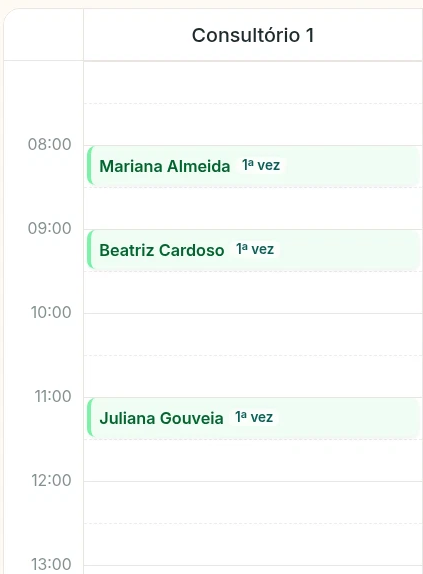 Consultório 1
08:00
Mariana Almeida 1ª vez
09:00
Beatriz Cardoso 1ª vez
10:00
11:00
Juliana Gouveia 1ª vez
12:00
13:00